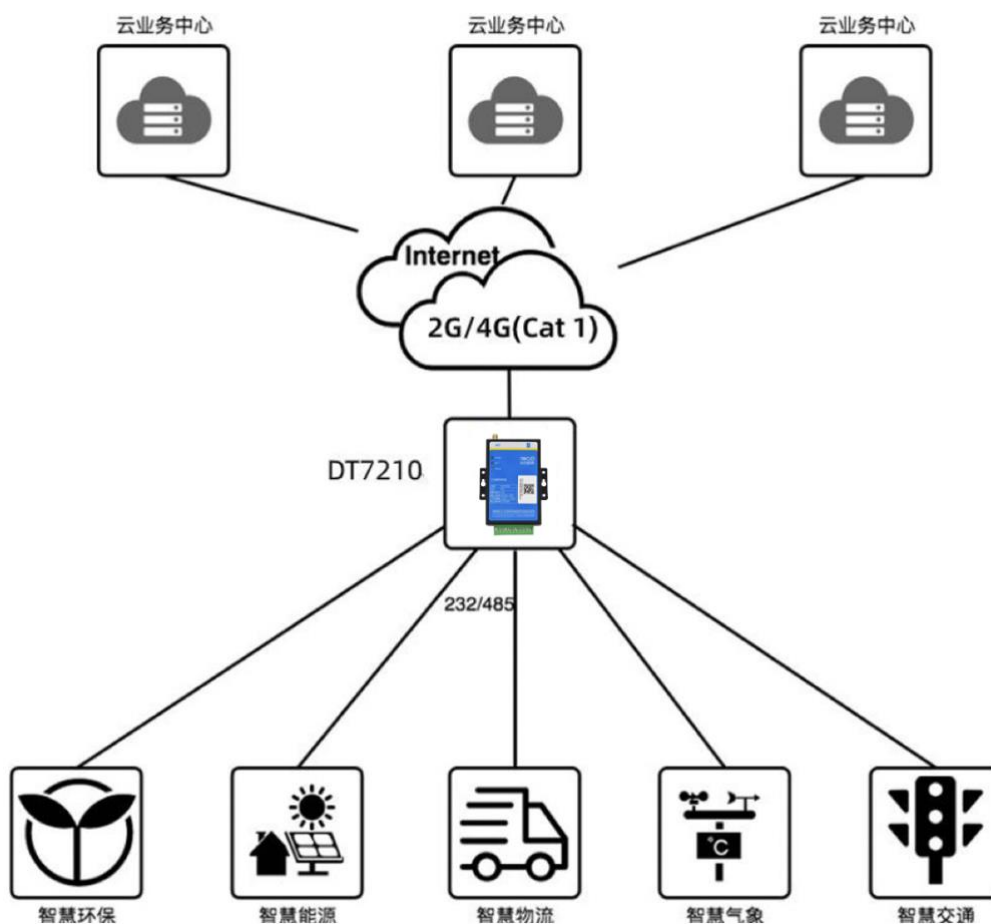 云业务中心
云业务中心
云业务中心
Internet
2G/4G(Cat 1)
DT7210
232/485
℃
智慧环保
智慧能源
智慧物流
智慧气象
智慧交通